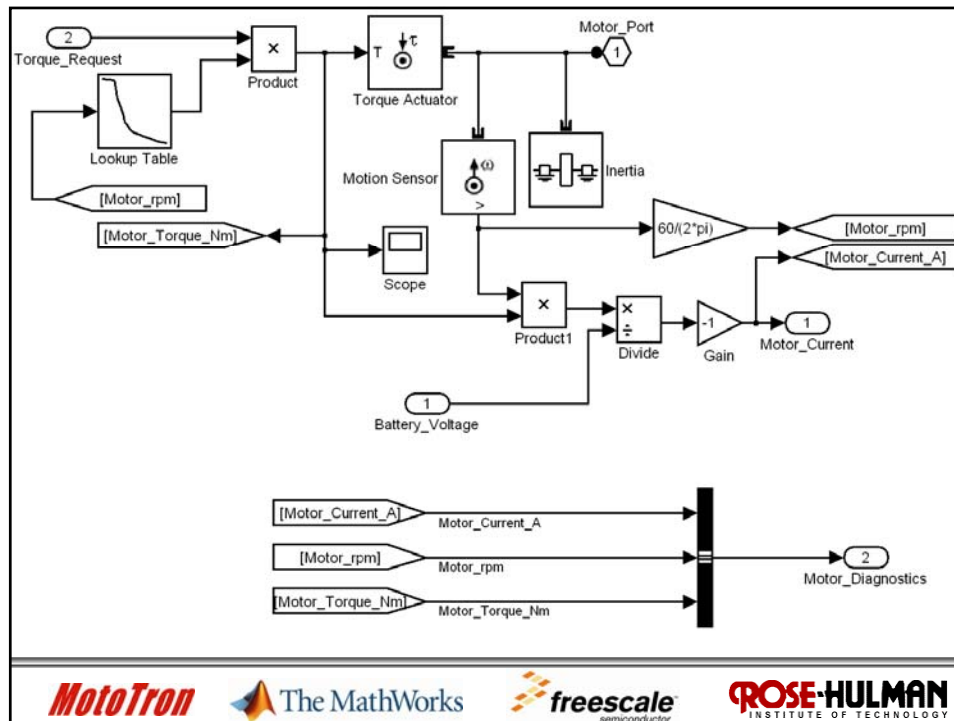 2
Torque_Request
×
Product
T
τ
Torque Actuator
Motor_Port
1
Lookup Table
Motion Sensor
ω
>
Inertia
[Motor_rpm]
[Motor_Torque_Nm]
Scope
60/(2*pi)
[Motor_rpm]
[Motor_Current_A]
×
Product1
×
÷
Divide
-1
Gain
1
Motor_Current
1
Battery_Voltage
[Motor_Current_A]
Motor_Current_A
[Motor_rpm]
Motor_rpm
[Motor_Torque_Nm]
Motor_Torque_Nm
2
Motor_Diagnostics
MotoTron
The MathWorks
freescale™
semiconductor
ROSE-HULMAN
INSTITUTE OF TECHNOLOGY